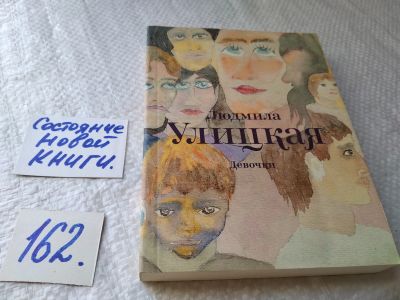 Состояние
Новой
книги.
162.
Людмила
Улицкая
Девочки